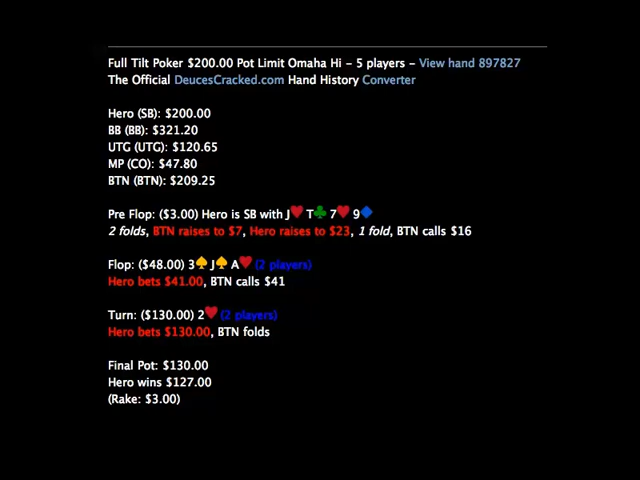 Full Tilt Poker $200.00 Pot Limit Omaha Hi - 5 players - View hand 897827
The Official DeucesCracked.com Hand History Converter
Hero (SB): $200.00
BB (BB): $321.20
UTG (UTG): $120.65
MP (CO): $47.80
BTN (BTN): $209.25
Pre Flop: ($3.00) Hero is SB with J♥ T♣ 7♥ 9♦
2 folds, BTN raises to $7, Hero raises to $23, 1 fold, BTN calls $16
Flop: ($48.00) 3♠ J♠ A♥ (2 players)
Hero bets $41.00, BTN calls $41
Turn: ($130.00) 2♥ (2 players)
Hero bets $130.00, BTN folds
Final Pot: $130.00
Hero wins $127.00
(Rake: $3.00)